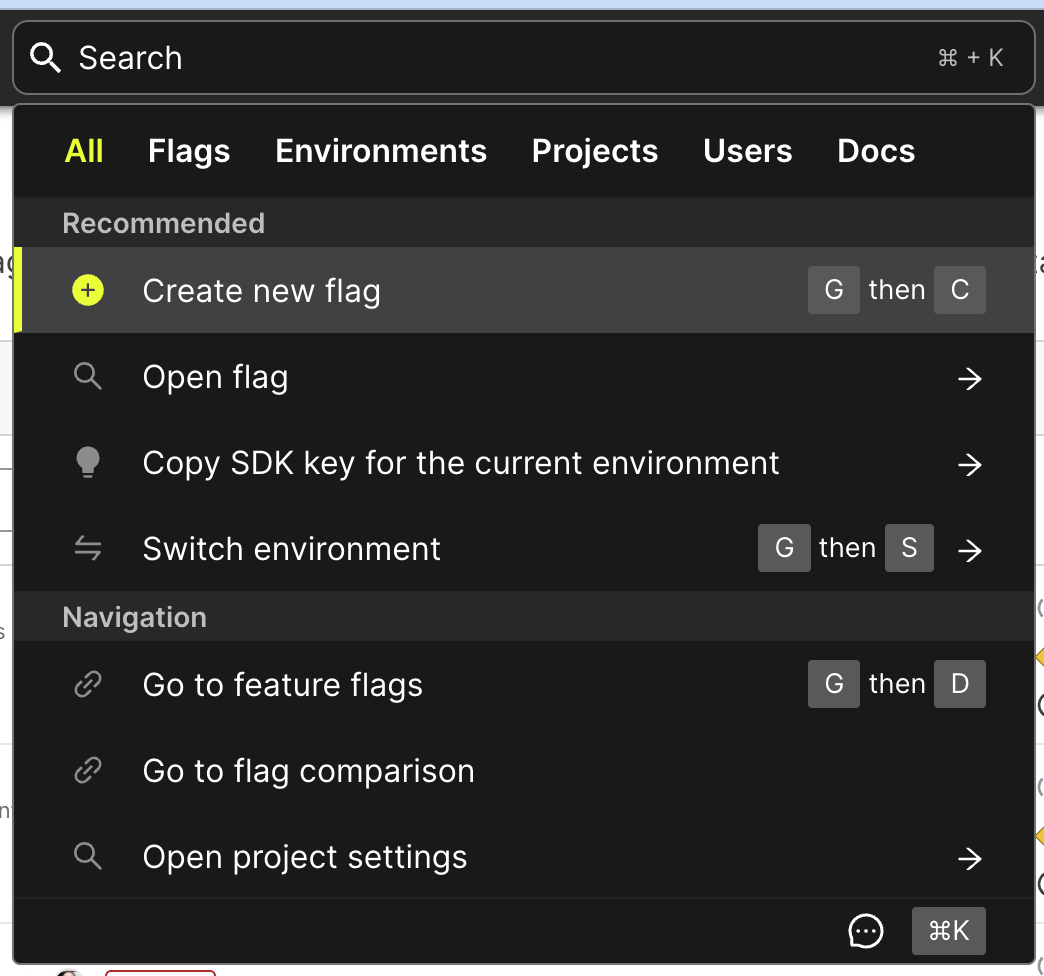 Search ⌘ + K
All Flags Environments Projects Users Docs
Recommended
Create new flag G then C
Open flag
Copy SDK key for the current environment
Switch environment G then S
Navigation
Go to feature flags G then D
Go to flag comparison
Open project settings
⌘K